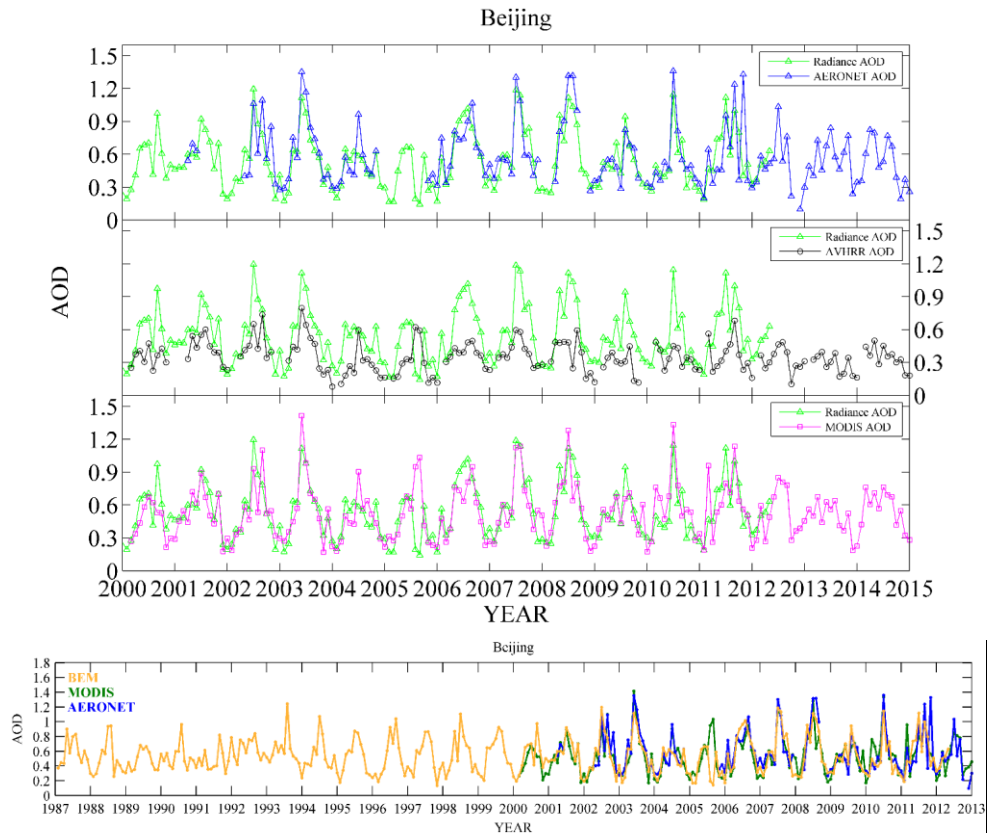 Beijing
1.5
1.2
0.9
0.6
0.3
0
Radiance AOD
AERONET AOD
AOD
Radiance AOD
AVHRR AOD
1.5
1.2
0.9
0.6
0.3
0
1.5
1.2
0.9
0.6
0.3
0
Radiance AOD
MODIS AOD
2000 2001 2002 2003 2004 2005 2006 2007 2008 2009 2010 2011 2012 2013 2014 2015
YEAR
Beijing
1.8
1.6
1.4
1.2
1
0.8
0.6
0.4
0.2
0
AOD
BEM
MODIS
AERONET
1987 1988 1989 1990 1991 1992 1993 1994 1995 1996 1997 1998 1999 2000 2001 2002 2003 2004 2005 2006 2007 2008 2009 2010 2011 2012 2013
YEAR